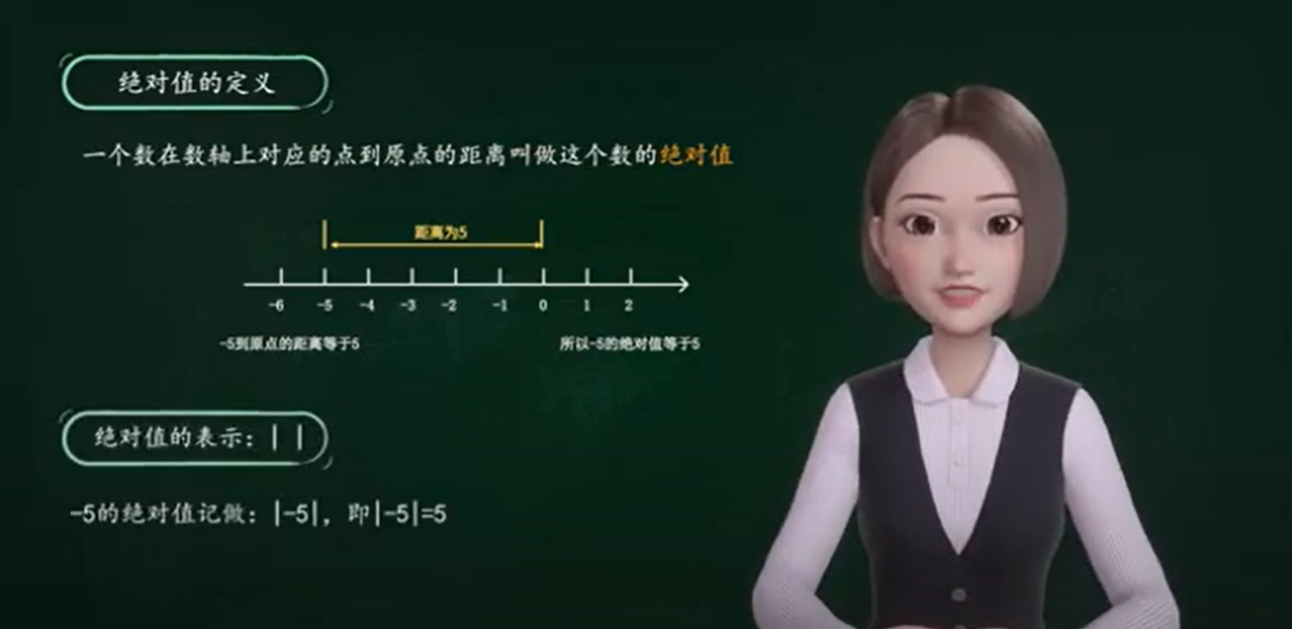 绝对值的定义
一个数在数轴上对应的点到原点的距离叫做这个数的绝对值
距离为5
-6 -5 -4 -3 -2 -1 0 1 2
-5到原点的距离等于5 所以-5的绝对值等于5
绝对值的表示：| |
-5的绝对值记做：|-5|，即|-5|=5